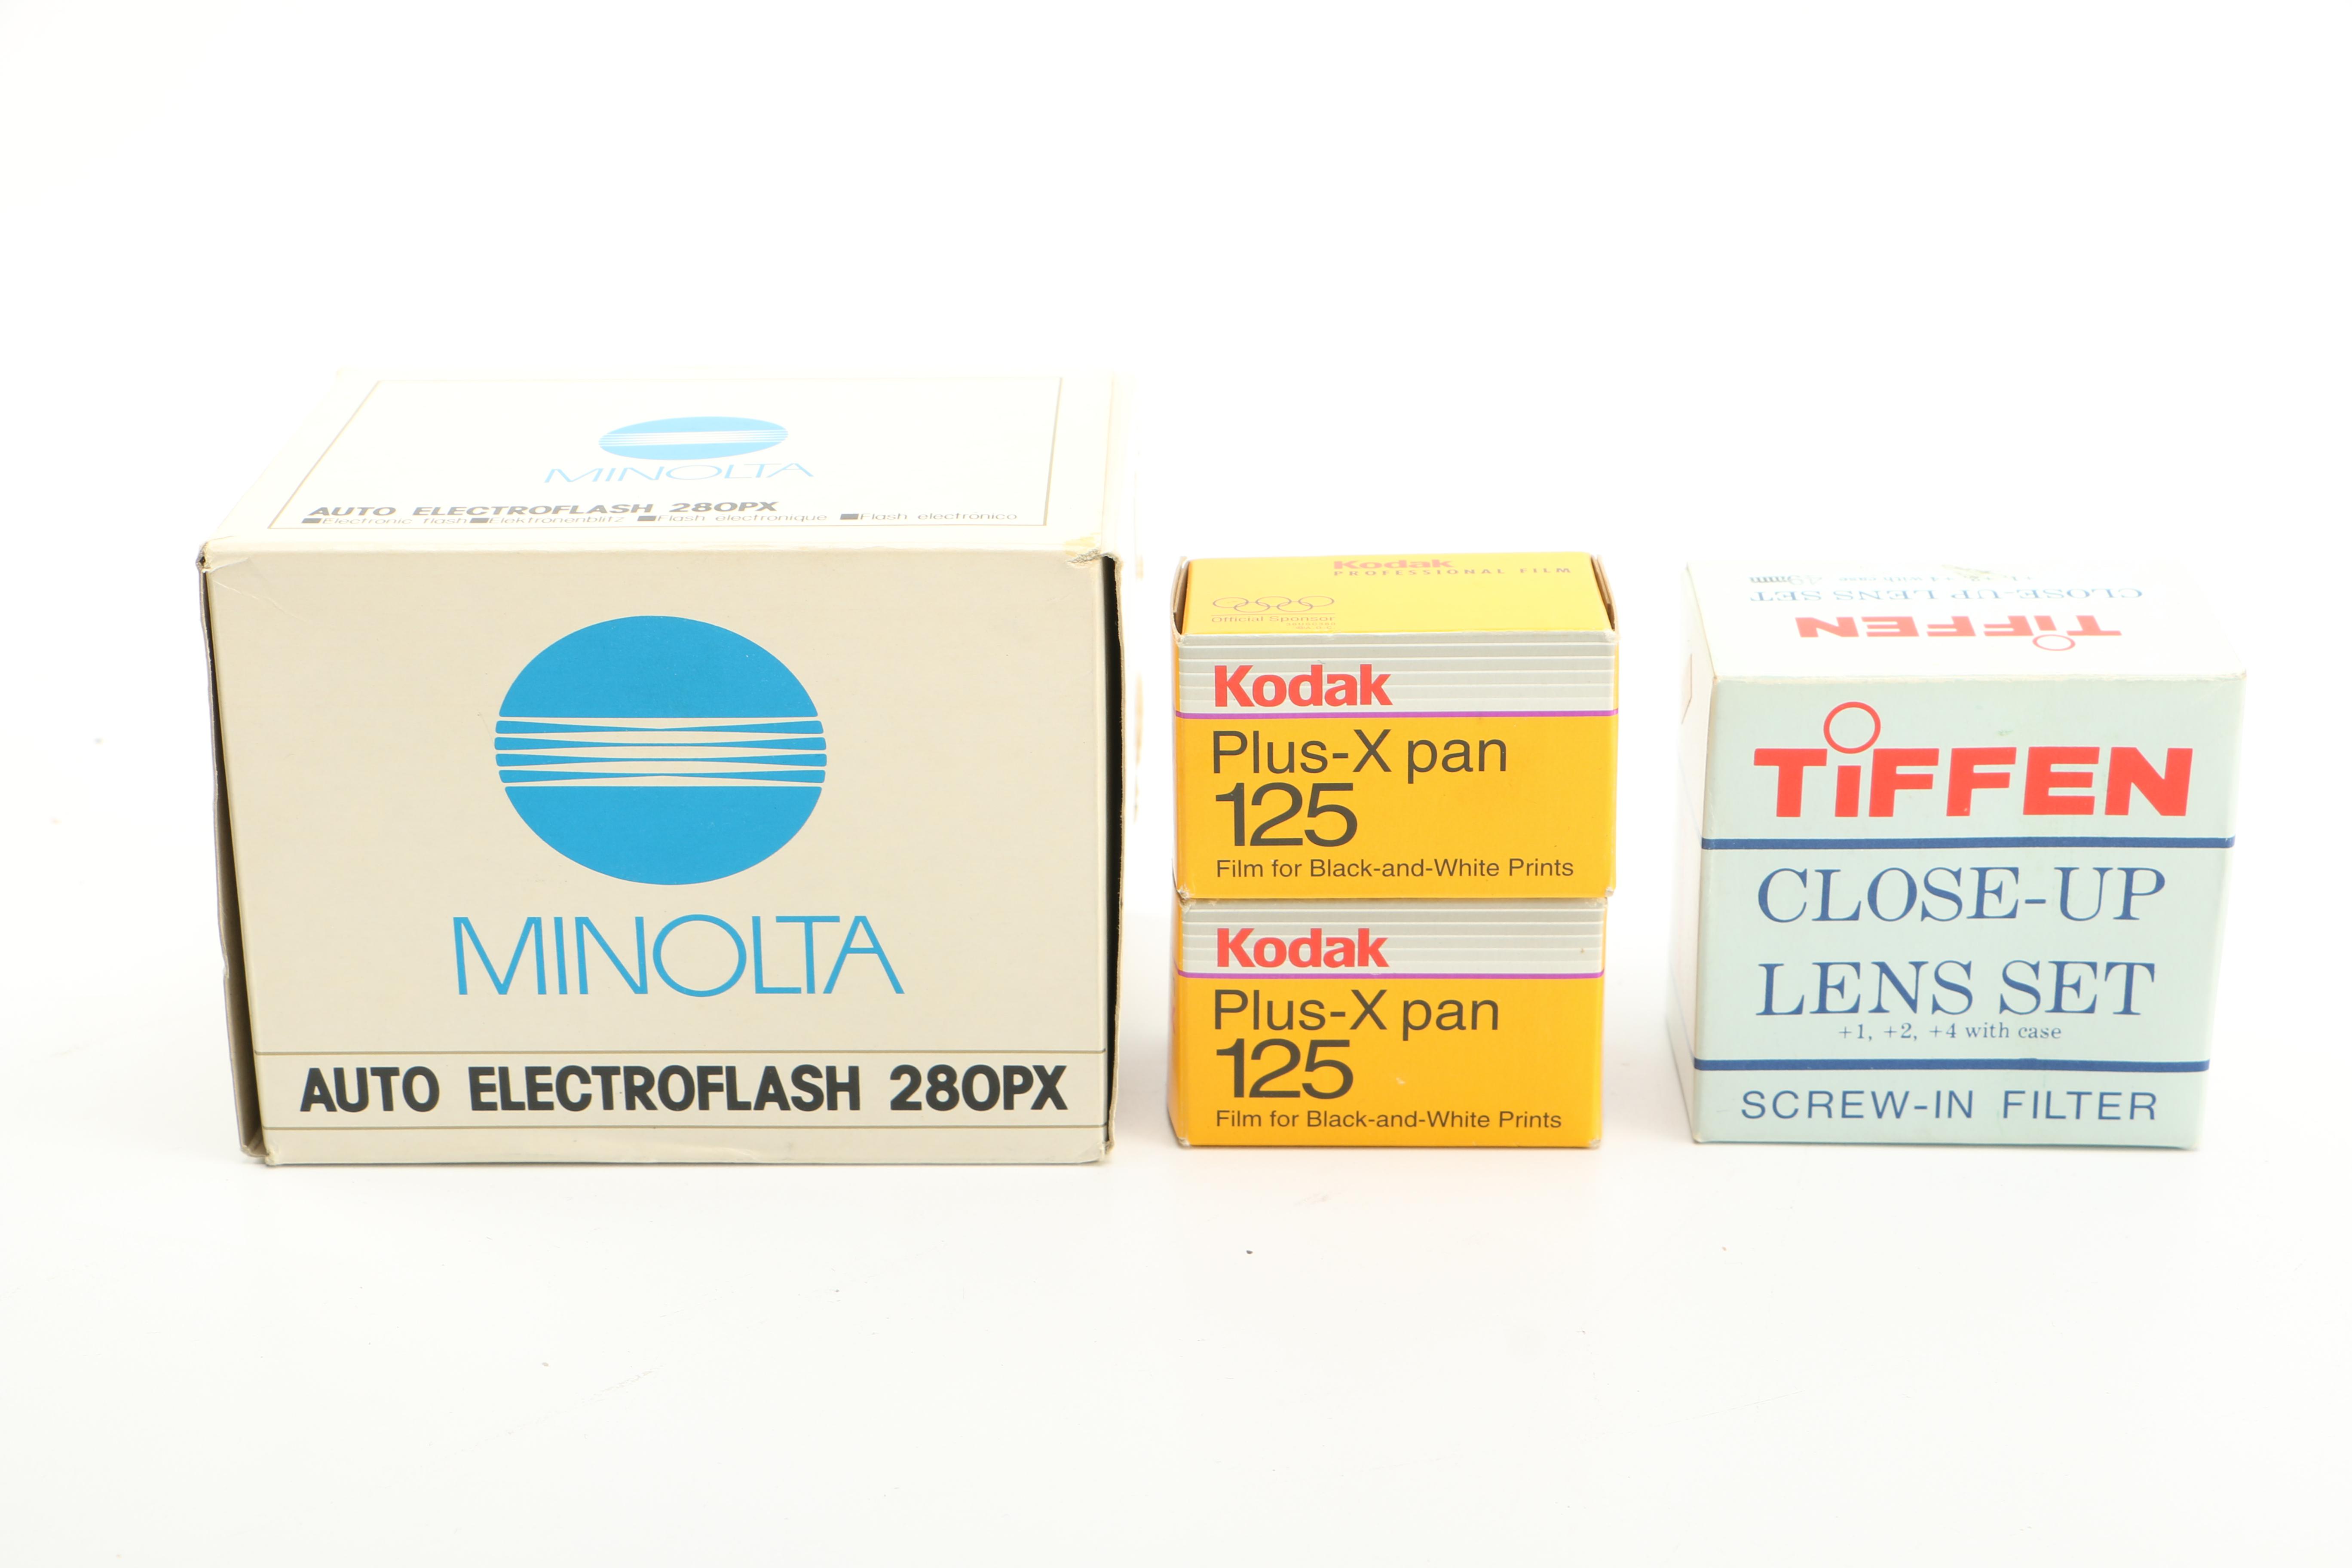 MINOLTA
AUTO ELECTROFLASH 280PX
■Electronic flash ■Elektronenblitz ■Flash electronique ■Flash electronico
MINOLTA
AUTO ELECTROFLASH 280PX
Kodak
PROFESSIONAL FILM
Official Sponsor
Kodak
Plus-X pan
125
Film for Black-and-White Prints
Kodak
Plus-X pan
125
Film for Black-and-White Prints
TiFFEN
CLOSE-UP LENS SET
with case
TiFFEN
CLOSE-UP
LENS SET
+1, +2, +4 with case
SCREW-IN FILTER